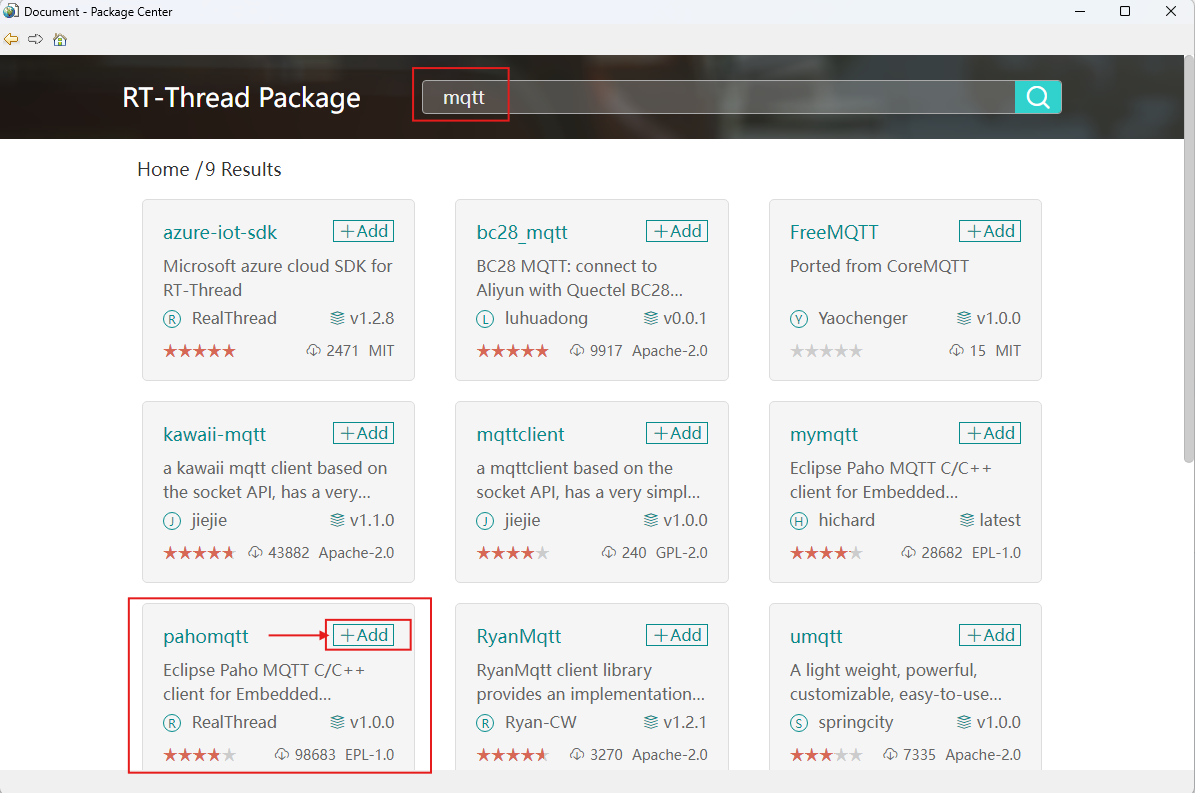 Document - Package Center
RT-Thread Package
mqtt
Home /9 Results
azure-iot-sdk
+Add
Microsoft azure cloud SDK for
RT-Thread
R RealThread v1.2.8
2471 MIT
bc28_mqtt
+Add
BC28 MQTT: connect to
Aliyun with Quectel BC28...
L luhuadong v0.0.1
9917 Apache-2.0
FreeMQTT
+Add
Ported from CoreMQTT
Y Yaochenger v1.0.0
15 MIT
kawaii-mqtt
+Add
a kawaii mqtt client based on
the socket API, has a very...
J jiejie v1.1.0
43882 Apache-2.0
mqttclient
+Add
a mqttclient based on the
socket API, has a very simpl...
J jiejie v1.0.0
240 GPL-2.0
mymqtt
+Add
Eclipse Paho MQTT C/C++
client for Embedded...
H hichard latest
28682 EPL-1.0
pahomqtt
+Add
Eclipse Paho MQTT C/C++
client for Embedded...
R RealThread v1.0.0
98683 EPL-1.0
RyanMqtt
+Add
RyanMqtt client library
provides an implementation...
R Ryan-CW v1.2.1
3270 Apache-2.0
umqtt
+Add
A light weight, powerful,
customizable, easy-to-use...
S springcity v1.0.0
7335 Apache-2.0